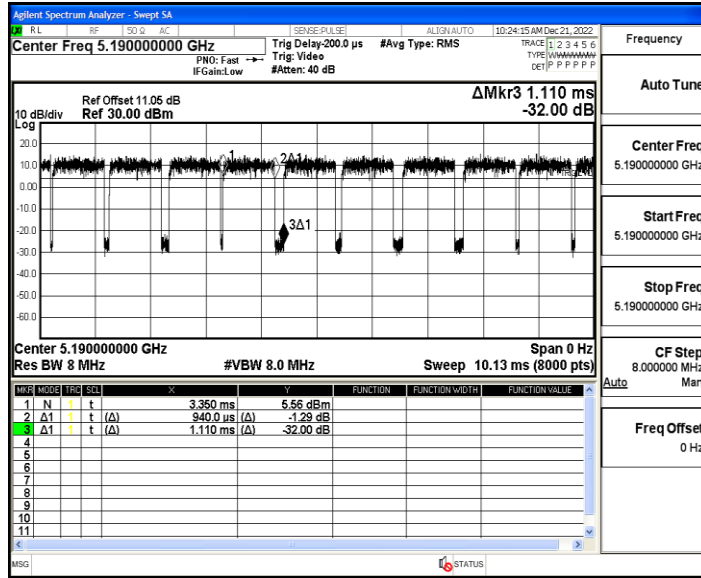 Agilent Spectrum Analyzer - Swept SA
RL RF 50 Ω AC SENSE:PULSE ALIGN AUTO 10:24:15 AM Dec 21, 2022
Center Freq 5.190000000 GHz
PNO: Fast
IFGain:Low
Trig Delay-200.0 µs
Trig: Video
#Atten: 40 dB
#Avg Type: RMS
TRACE 1 2 3 4 5 6
TYPE
DET P P P P P P
Ref Offset 11.05 dB
10 dB/div Ref 30.00 dBm
Log
ΔMkr3 1.110 ms
-32.00 dB
20.0
10.0
0.00
-10.0
-20.0
-30.0
-40.0
-50.0
-60.0
1
2Δ1
3Δ1
Center 5.190000000 GHz Span 0 Hz
Res BW 8 MHz #VBW 8.0 MHz Sweep 10.13 ms (8000 pts)
MKR MODE TRC SCL X Y FUNCTION FUNCTION WIDTH FUNCTION VALUE
1 N 1 t 3.350 ms 5.56 dBm
2 Δ1 1 t (Δ) 940.0 µs (Δ) -1.29 dB
3 Δ1 1 t (Δ) 1.110 ms (Δ) -32.00 dB
4
5
6
7
8
9
10
11
MSG STATUS
Frequency
Auto Tune
Center Freq
5.190000000 GHz
Start Freq
5.190000000 GHz
Stop Freq
5.190000000 GHz
CF Step
8.000000 MHz
Auto Man
Freq Offset
0 Hz